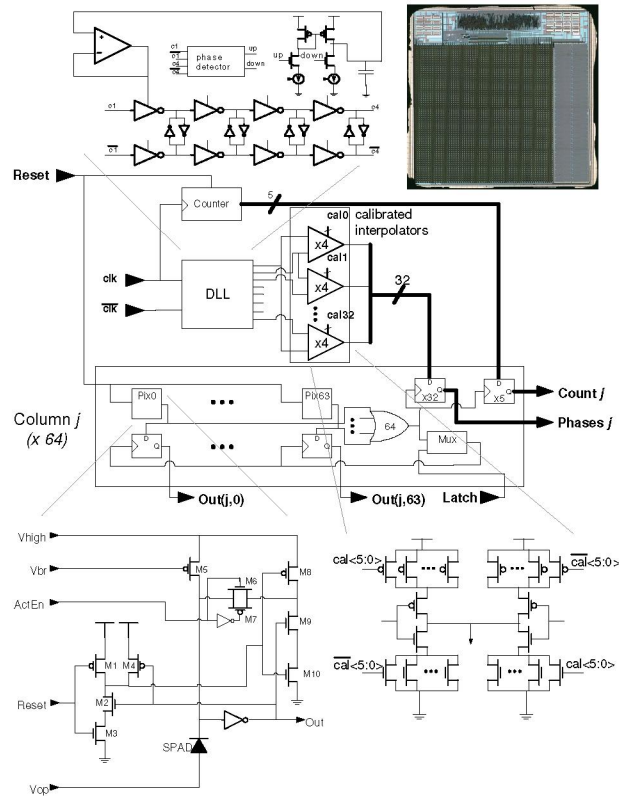 c1
c1
c4
c4
phase
detector
up
down
up
down
c1
c4
c1
c4
Reset
5
Counter
clk
clk
DLL
cal0
x4
cal1
x4
cal32
x4
calibrated
interpolators
32
D
Q
x32
D
Q
x5
Count j
Phases j
Column j
(x 64)
Pix0
Pix63
64
Mux
D
Q
D
Q
Out(j,0)
Out(j,63)
Latch
Vhigh
Vbr
ActEn
Reset
Vop
M5
M6
M7
M8
M9
M10
M1
M4
M2
M3
SPAD
Out
cal<5:0>
cal<5:0>
cal<5:0>
cal<5:0>